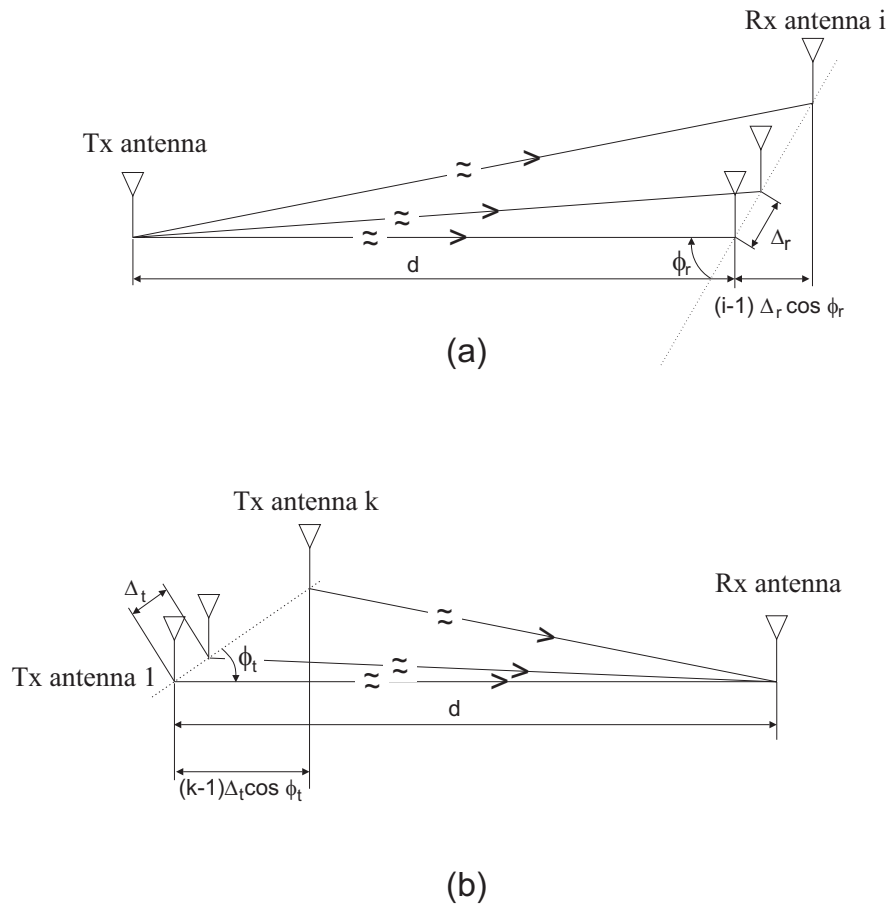 Rx antenna i
Tx antenna
Δr
ϕr
d
(i-1) Δr cos ϕr
(a)
Tx antenna k
Δt
Rx antenna
ϕt
Tx antenna 1
d
(k-1)Δt cos ϕt
(b)